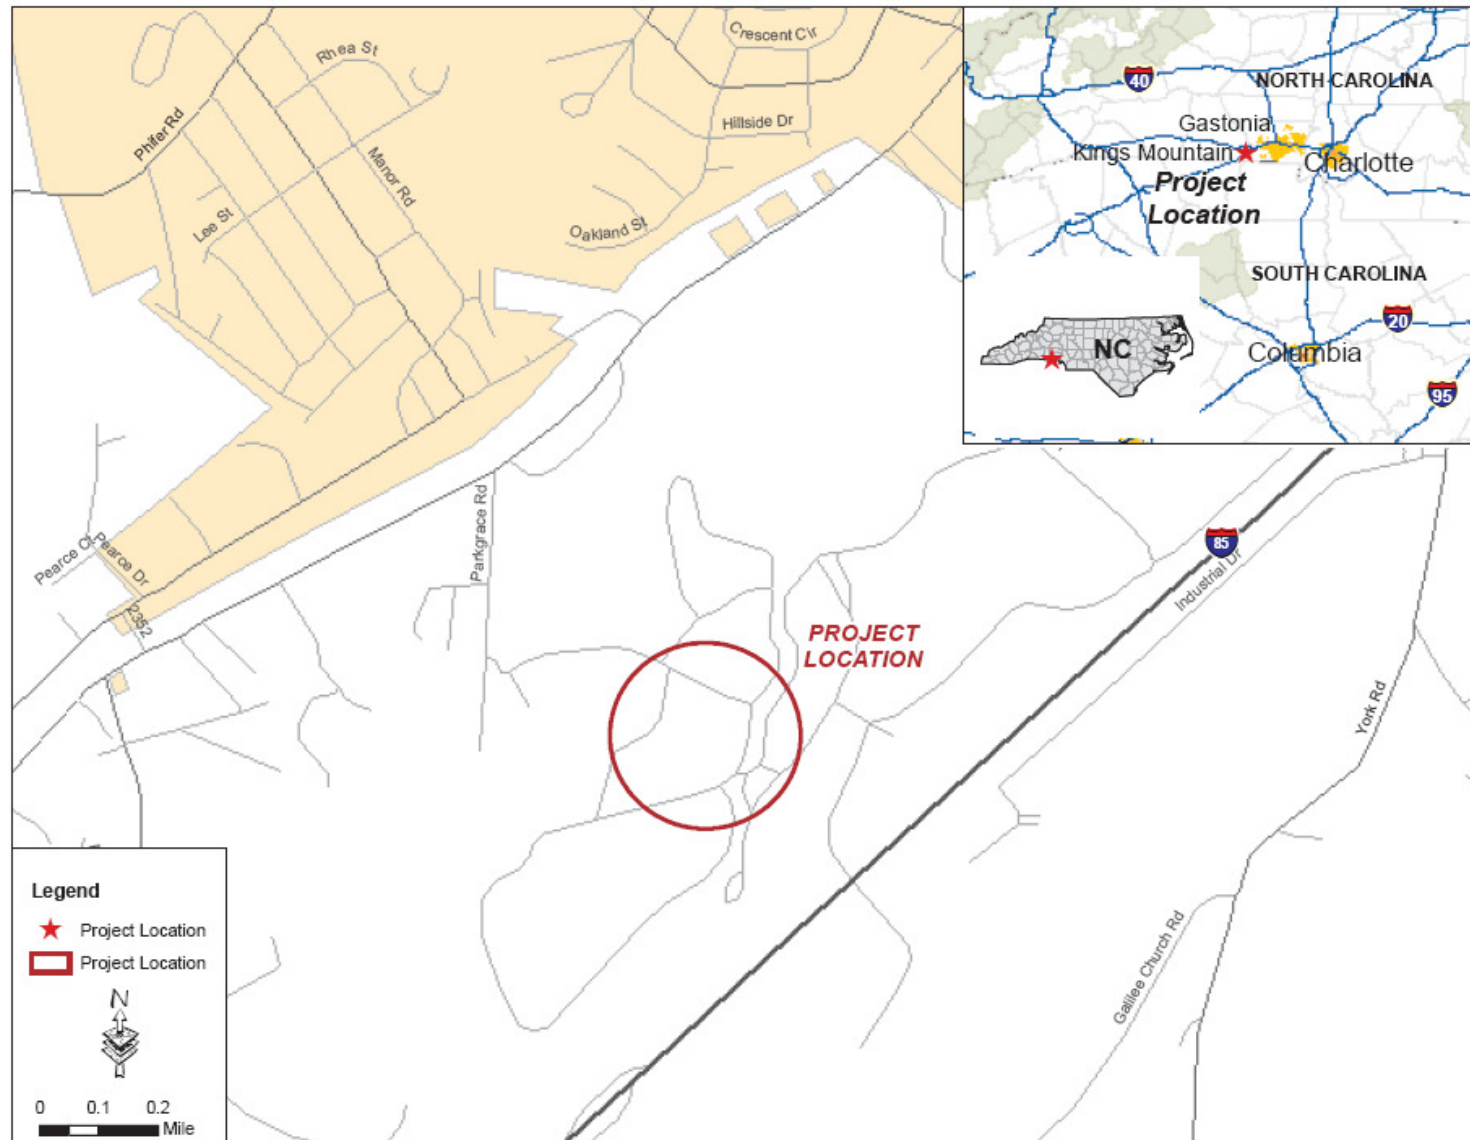 Crescent Cir
Rhea St
Phifer Rd
Hillside Dr
Manor Rd
Lee St
Oakland St
40
NORTH CAROLINA
Gastonia
Kings Mountain
Charlotte
Project
Location
SOUTH CAROLINA
20
NC
Columbia
95
Parkgrace Rd
Pearce Ct
Pearce Dr
2352
85
Industrial Dr
PROJECT
LOCATION
York Rd
Galilee Church Rd
Legend
Project Location
Project Location
N
0 0.1 0.2
Mile